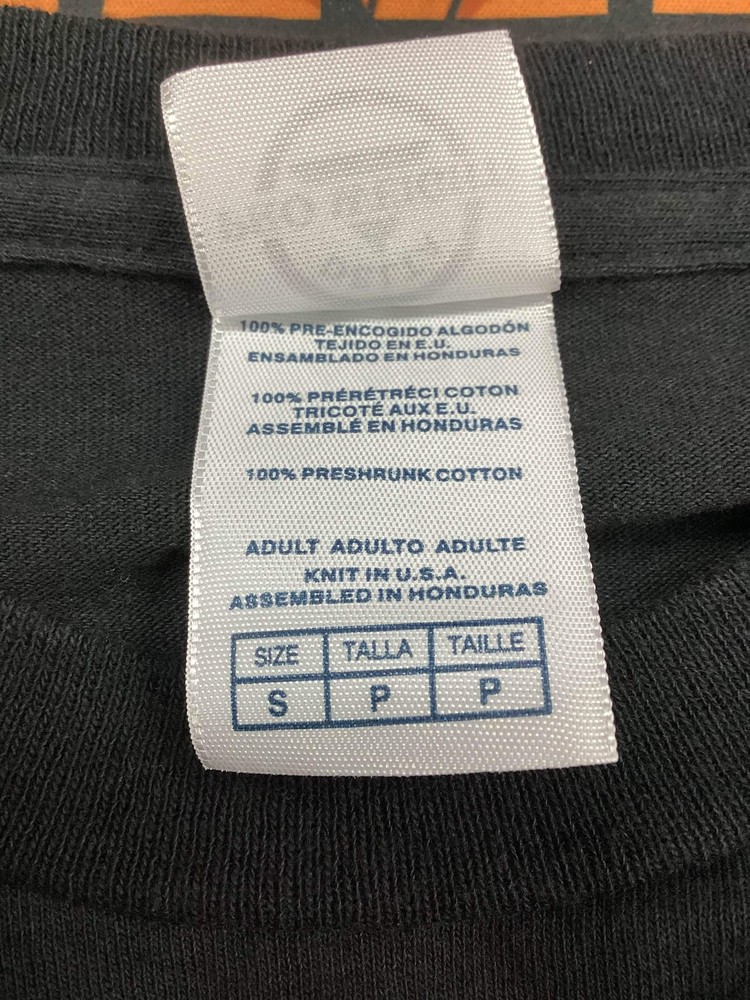 100% PRE-ENCOGIDO ALGODÓN
TEJIDO EN E.U.
ENSAMBLADO EN HONDURAS
100% PRÉRÉTRÉCI COTON
TRICOTÉ AUX E.U.
ASSEMBLÉ EN HONDURAS
100% PRESHRUNK COTTON
ADULT ADULTO ADULTE
KNIT IN U.S.A.
ASSEMBLED IN HONDURAS
SIZE TALLA TAILLE
S P P